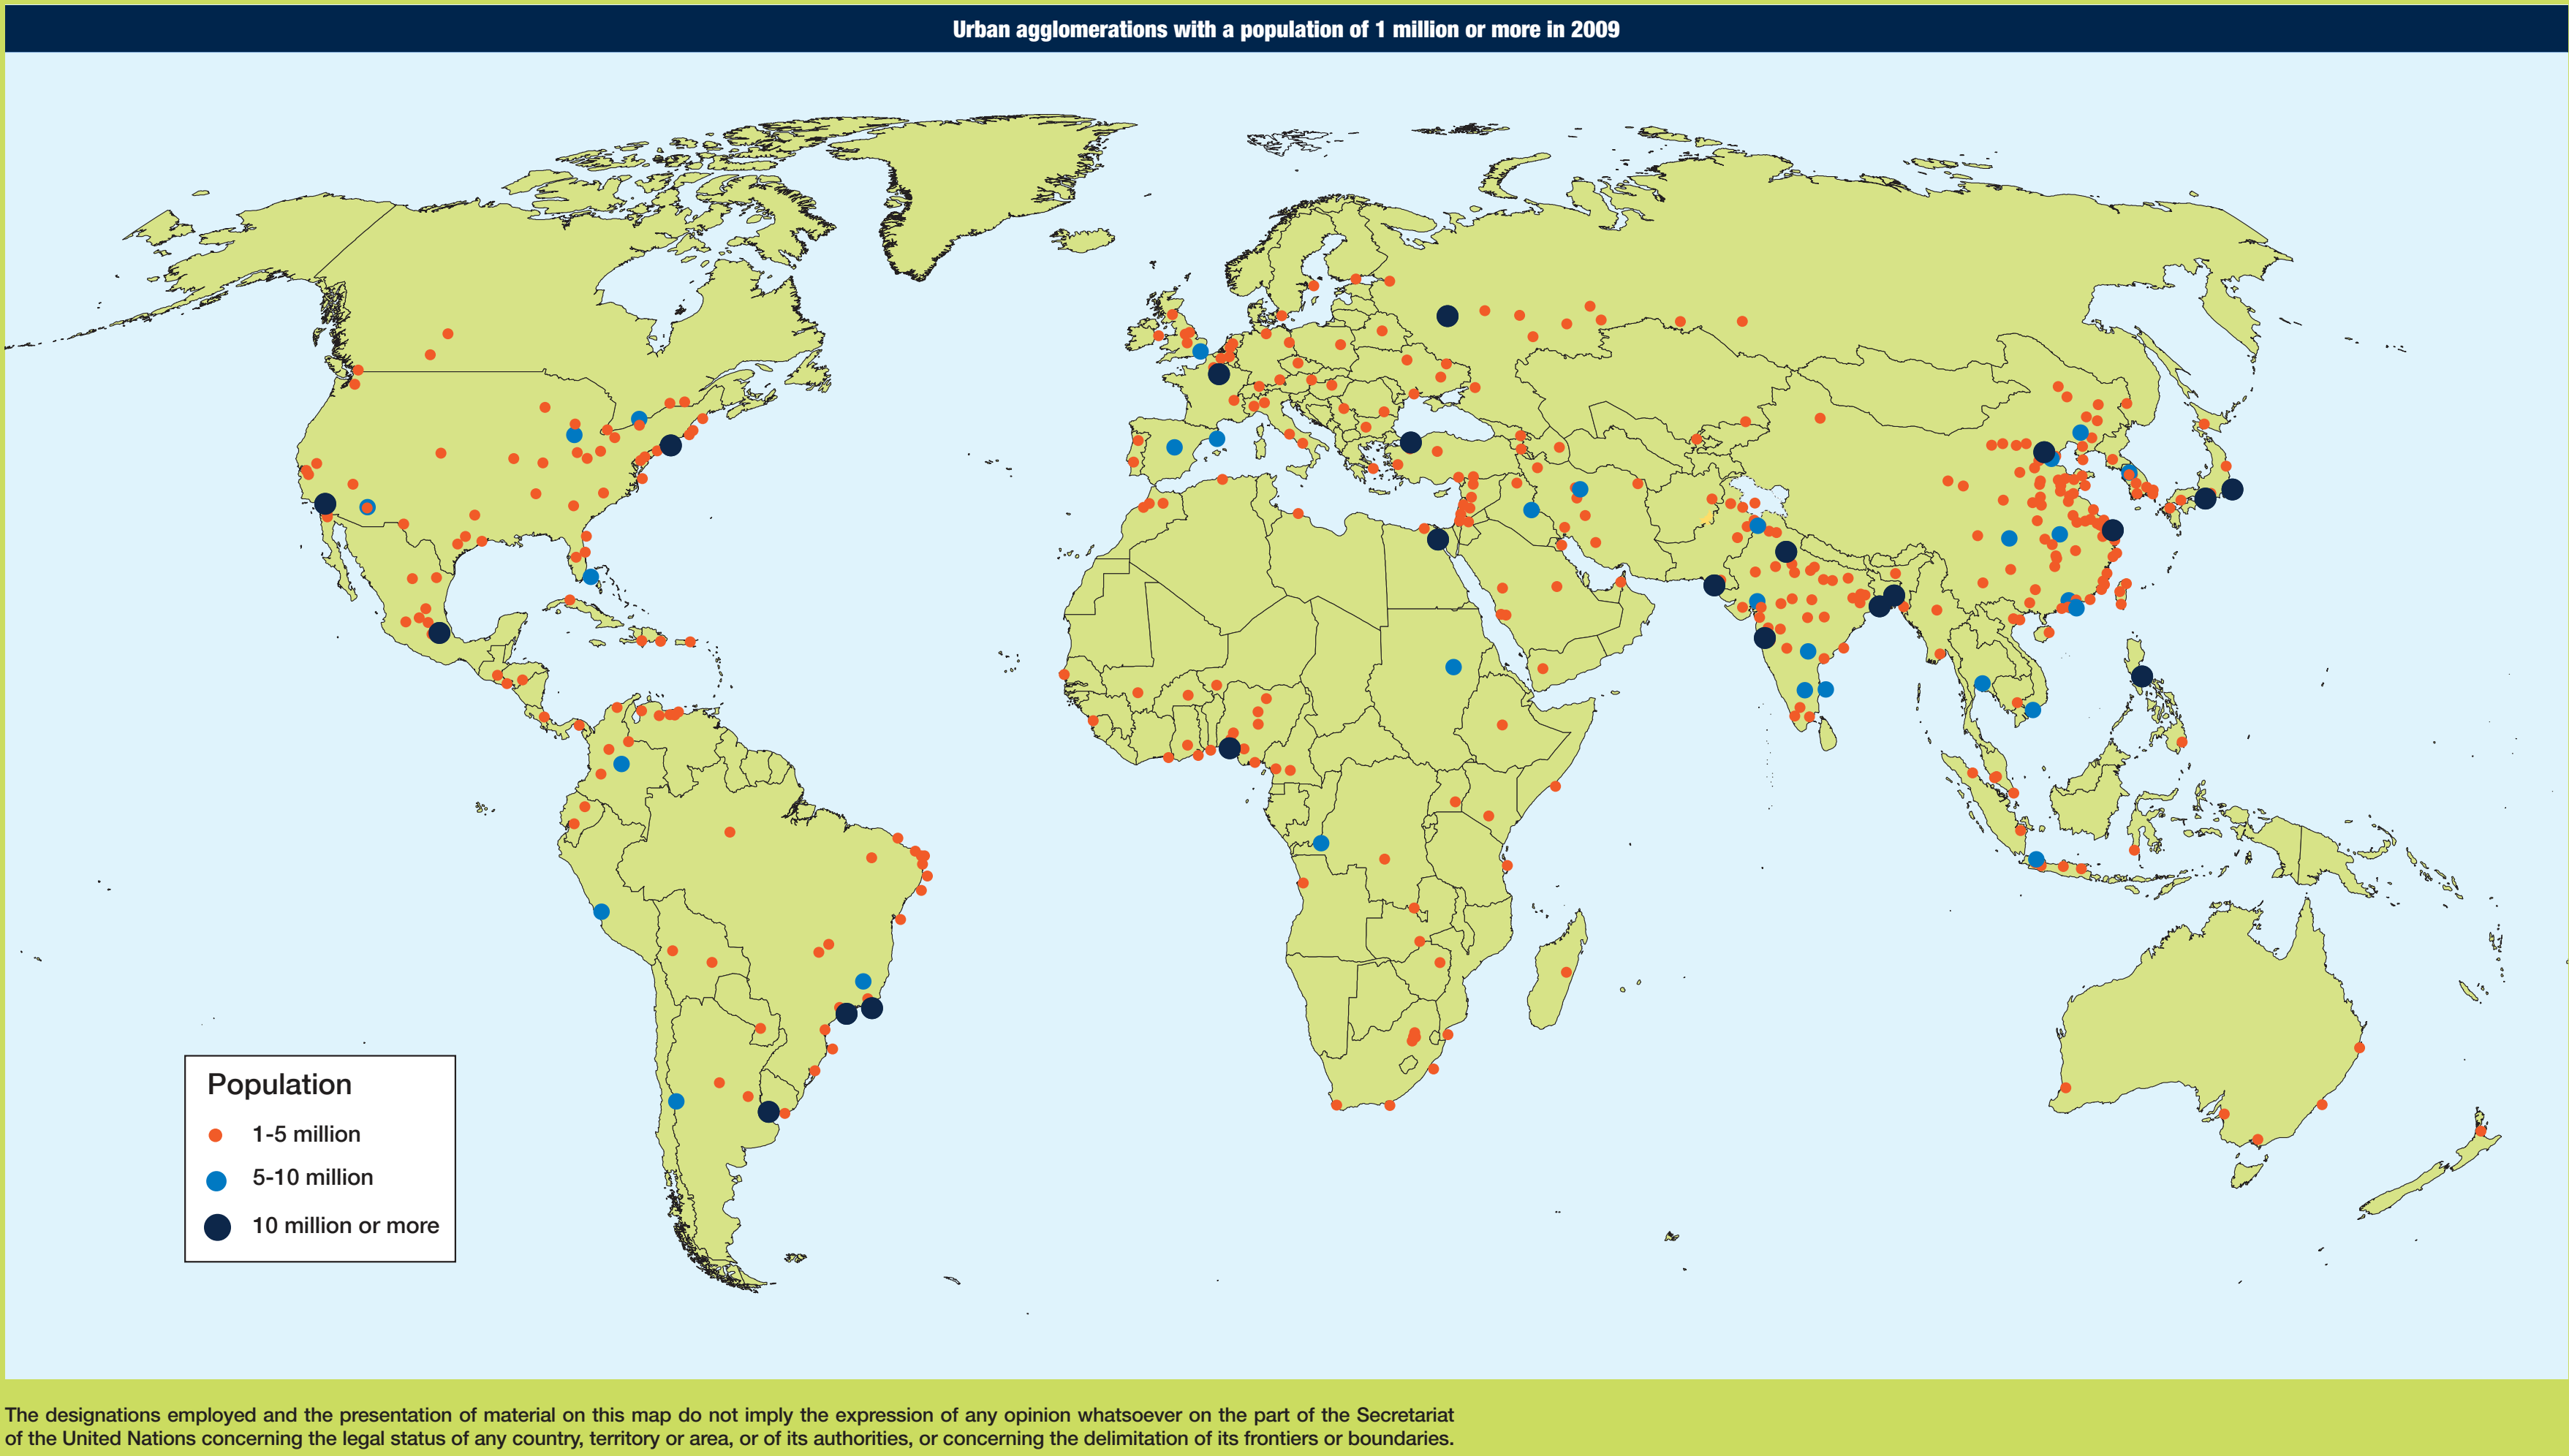 Urban agglomerations with a population of 1 million or more in 2009
Population
1-5 million
5-10 million
10 million or more
The designations employed and the presentation of material on this map do not imply the expression of any opinion whatsoever on the part of the Secretariat
of the United Nations concerning the legal status of any country, territory or area, or of its authorities, or concerning the delimitation of its frontiers or boundaries.